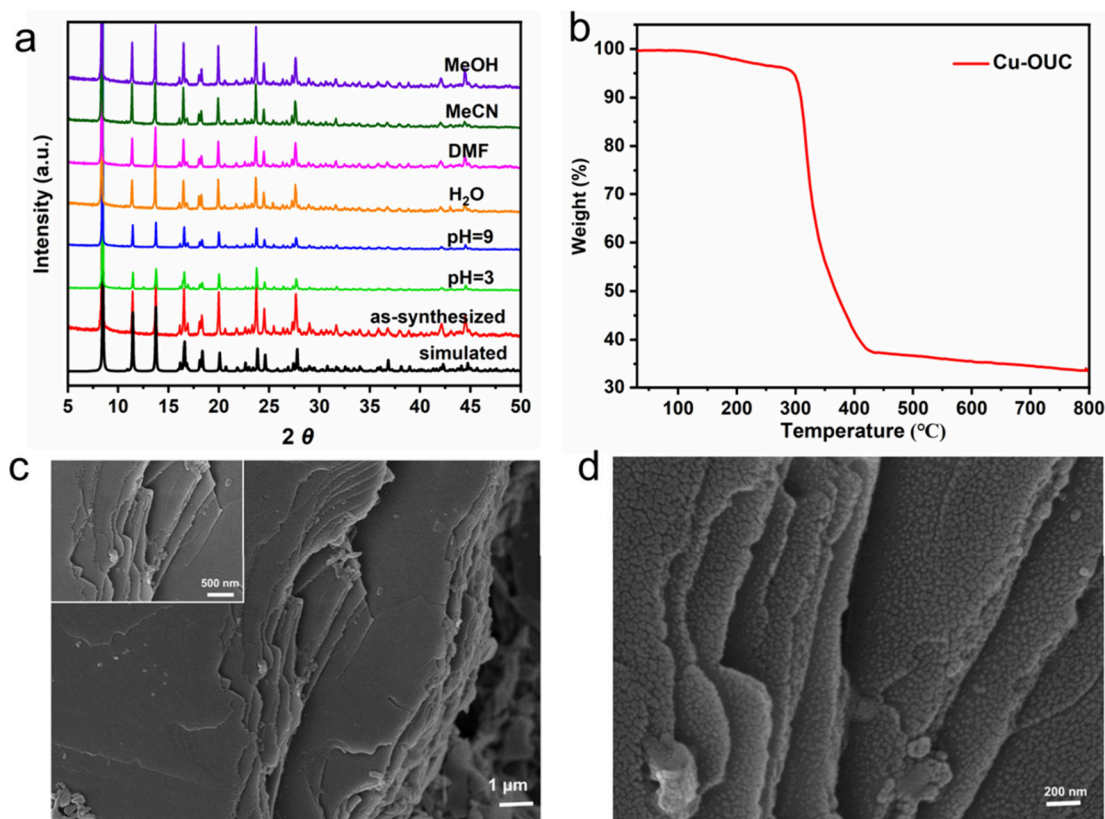 a
Intensity (a.u.)
MeOH
MeCN
DMF
H₂O
pH=9
pH=3
as-synthesized
simulated
5 10 15 20 25 30 35 40 45 50
2 θ
b
Weight (%)
100
90
80
70
60
50
40
30
Cu-OUC
100 200 300 400 500 600 700 800
Temperature (℃)
c
500 nm
1 µm
d
200 nm